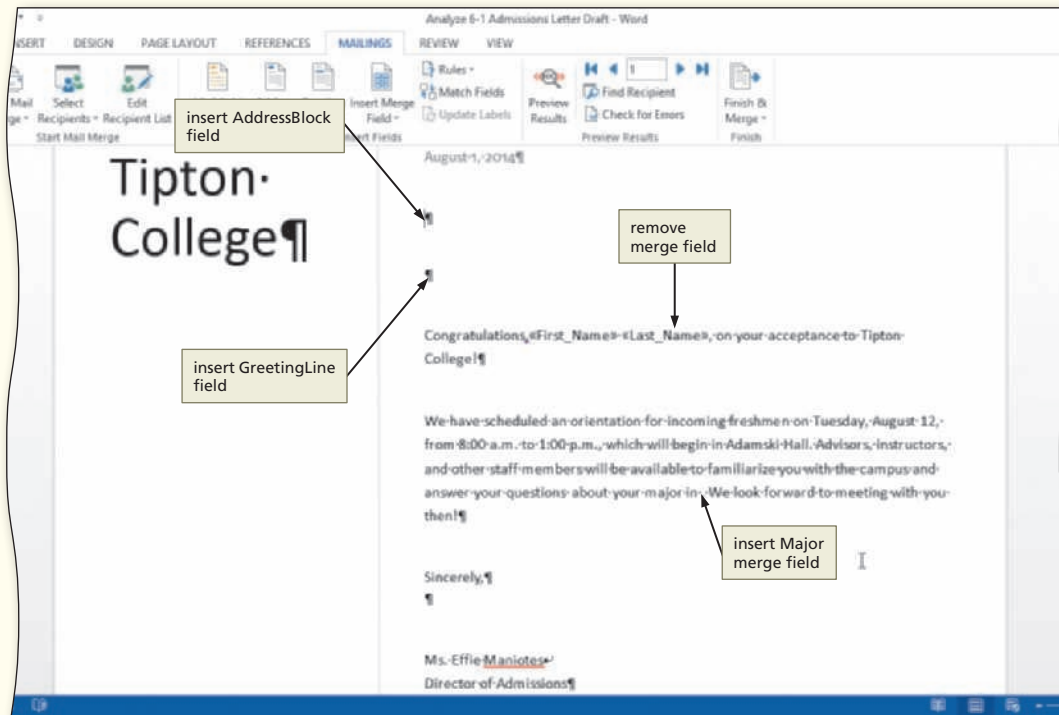 Analyze 6-1 Admissions Letter Draft - Word
NSERT DESIGN PAGE LAYOUT REFERENCES MAILINGS REVIEW VIEW
Mail
Select
Recipients
Edit
Recipient List
Start Mail Merge
Insert Merge
Field
Insert Fields
Rules
Match Fields
Update Labels
Preview
Results
1
Find Recipient
Check for Errors
Preview Results
Finish &
Merge
Finish
insert AddressBlock
field
August·1,·2014¶
Tipton·
College¶
¶
remove
merge field
¶
insert GreetingLine
field
Congratulations,«First_Name»·«Last_Name»,·on·your·acceptance·to·Tipton·
College!¶
We·have·scheduled·an·orientation·for·incoming·freshmen·on·Tuesday,·August·12,·
from·8:00·a.m.·to·1:00·p.m.,·which·will·begin·in·Adamski·Hall.·Advisors,·instructors,·
and·other·staff·members·will·be·available·to·familiarize·you·with·the·campus·and·
answer·your·questions·about·your·major·in·.·We·look·forward·to·meeting·with·you·
then!¶
insert Major
merge field
Sincerely,¶
¶
Ms.·Effie·Maniotes↵
Director·of·Admissions¶